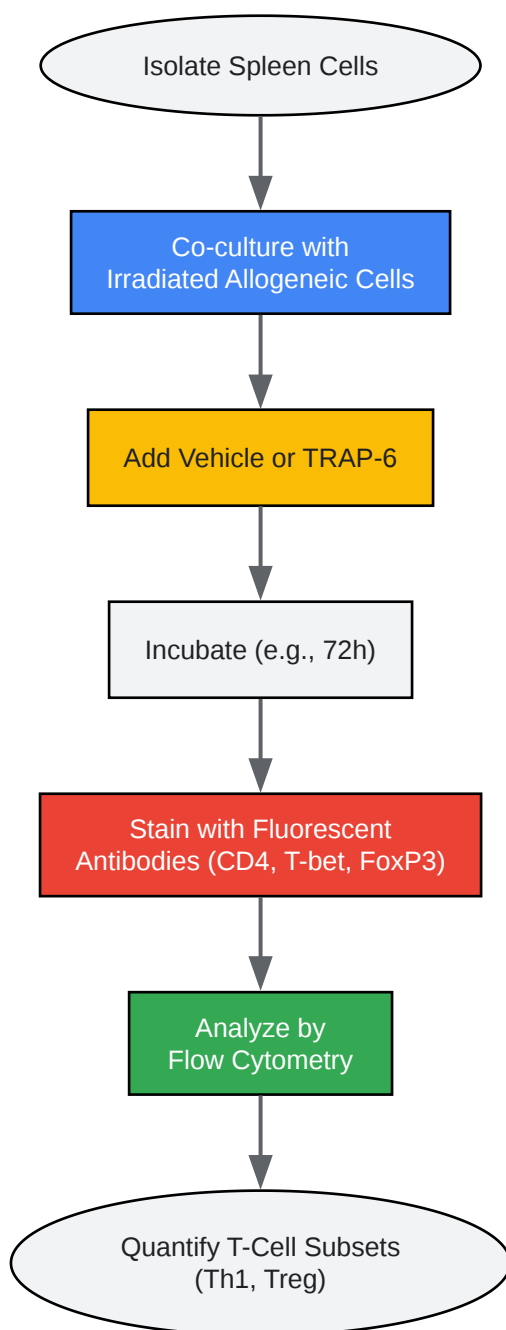 Isolate Spleen Cells
Co-culture with
Irradiated Allogeneic Cells
Add Vehicle or TRAP-6
Incubate (e.g., 72h)
Stain with Fluorescent
Antibodies (CD4, T-bet, FoxP3)
Analyze by
Flow Cytometry
Quantify T-Cell Subsets
(Th1, Treg)